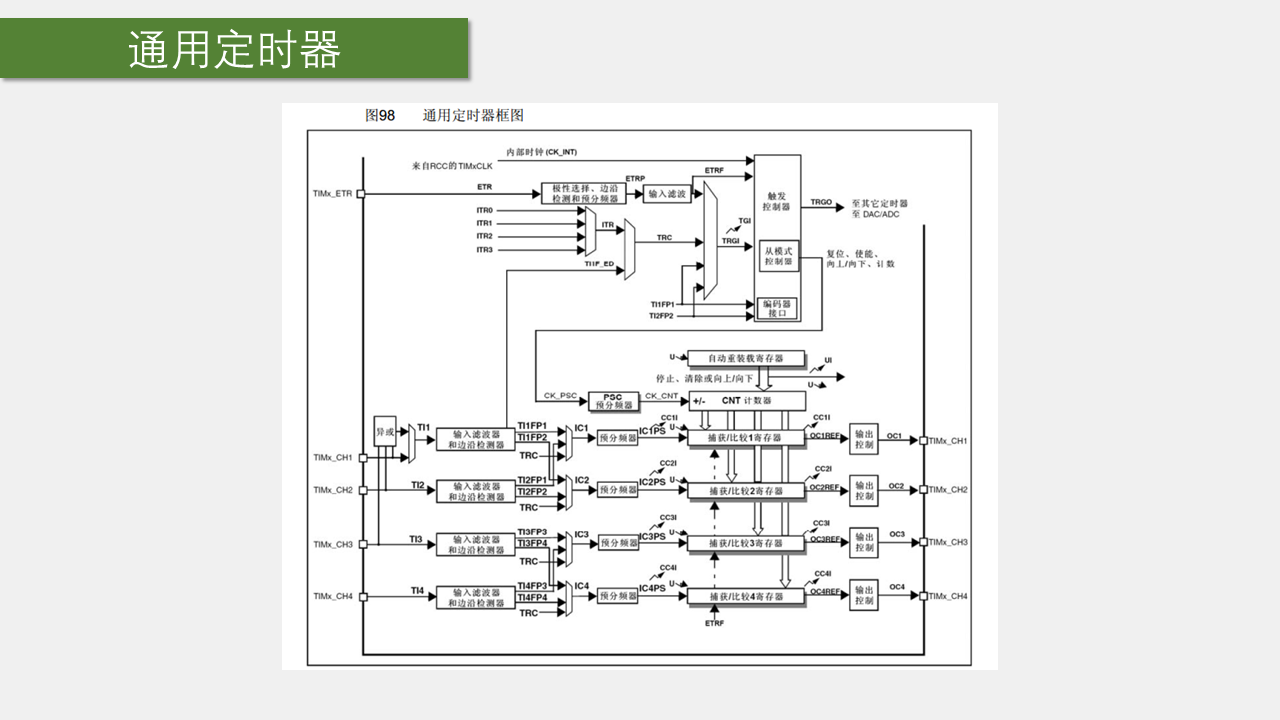 通用定时器
图98 通用定时器框图
内部时钟 (CK_INT)
来自RCC的TIMxCLK
ETRF
TIMx_ETR
ETR
极性选择、边沿
检测和预分频器
ETRP
输入滤波
触发
控制器
TRGO
至其它定时器
至 DAC/ADC
ITR0
ITR1
ITR2
ITR3
ITR
TRC
TI1F_ED
TGI
TRGI
从模式
控制器
复位、使能、
向上/向下、计数
TI1FP1
TI2FP2
编码器
接口
U
自动重装载寄存器
UI
停止、清除或向上/向下
U
CK_PSC
PSC
预分频器
CK_CNT
+/-
CNT 计数器
异或
TI1
输入滤波器
和边沿检测器
TI1FP1
TI1FP2
TRC
IC1
预分频器
IC1PS
CC1I
U
捕获/比较1寄存器
CC1I
OC1REF
输出
控制
OC1
TIMx_CH1
TIMx_CH1
TIMx_CH2
TI2
输入滤波器
和边沿检测器
TI2FP1
TI2FP2
TRC
IC2
预分频器
IC2PS
CC2I
U
捕获/比较2寄存器
CC2I
OC2REF
输出
控制
OC2
TIMx_CH2
TIMx_CH3
TI3
输入滤波器
和边沿检测器
TI3FP3
TI3FP4
TRC
IC3
预分频器
IC3PS
CC3I
U
捕获/比较3寄存器
CC3I
OC3REF
输出
控制
OC3
TIMx_CH3
TIMx_CH4
TI4
输入滤波器
和边沿检测器
TI4FP3
TI4FP4
TRC
IC4
预分频器
IC4PS
CC4I
U
捕获/比较4寄存器
CC4I
OC4REF
输出
控制
OC4
TIMx_CH4
ETRF